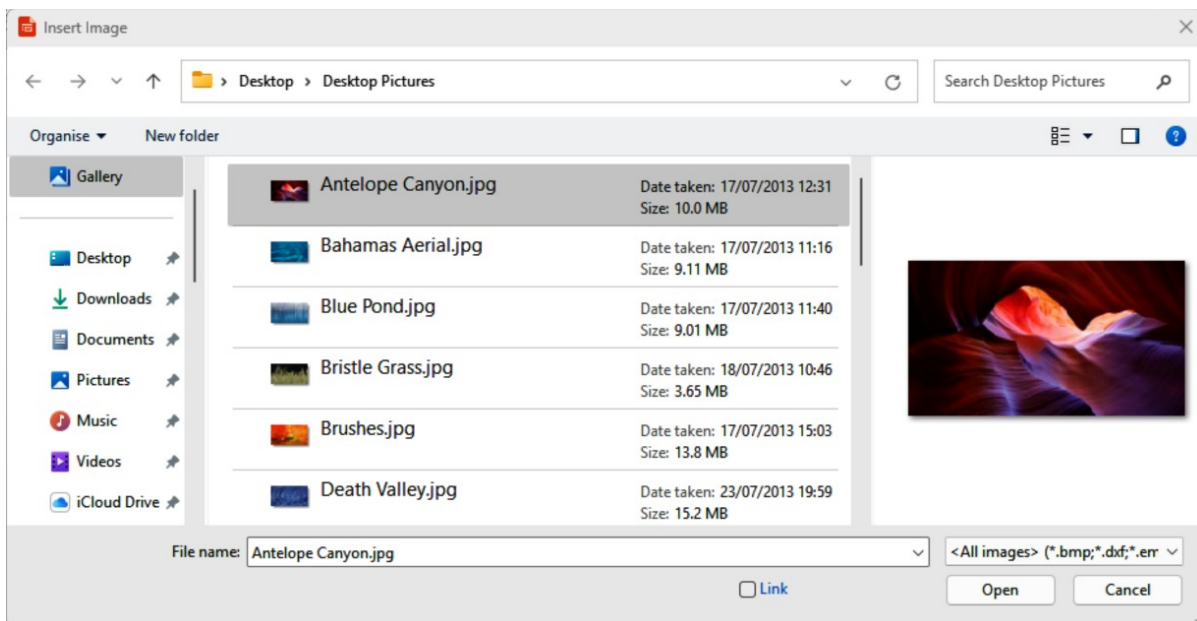 Insert Image
Desktop > Desktop Pictures
Search Desktop Pictures
Organise
New folder
Gallery
Desktop
Downloads
Documents
Pictures
Music
Videos
iCloud Drive
Antelope Canyon.jpg
Date taken: 17/07/2013 12:31
Size: 10.0 MB
Bahamas Aerial.jpg
Date taken: 17/07/2013 11:16
Size: 9.11 MB
Blue Pond.jpg
Date taken: 17/07/2013 11:40
Size: 9.01 MB
Bristle Grass.jpg
Date taken: 18/07/2013 10:46
Size: 3.65 MB
Brushes.jpg
Date taken: 17/07/2013 15:03
Size: 13.8 MB
Death Valley.jpg
Date taken: 23/07/2013 19:59
Size: 15.2 MB
File name: Antelope Canyon.jpg
<All images> (*.bmp;*.dxf;*.em
Link
Open
Cancel